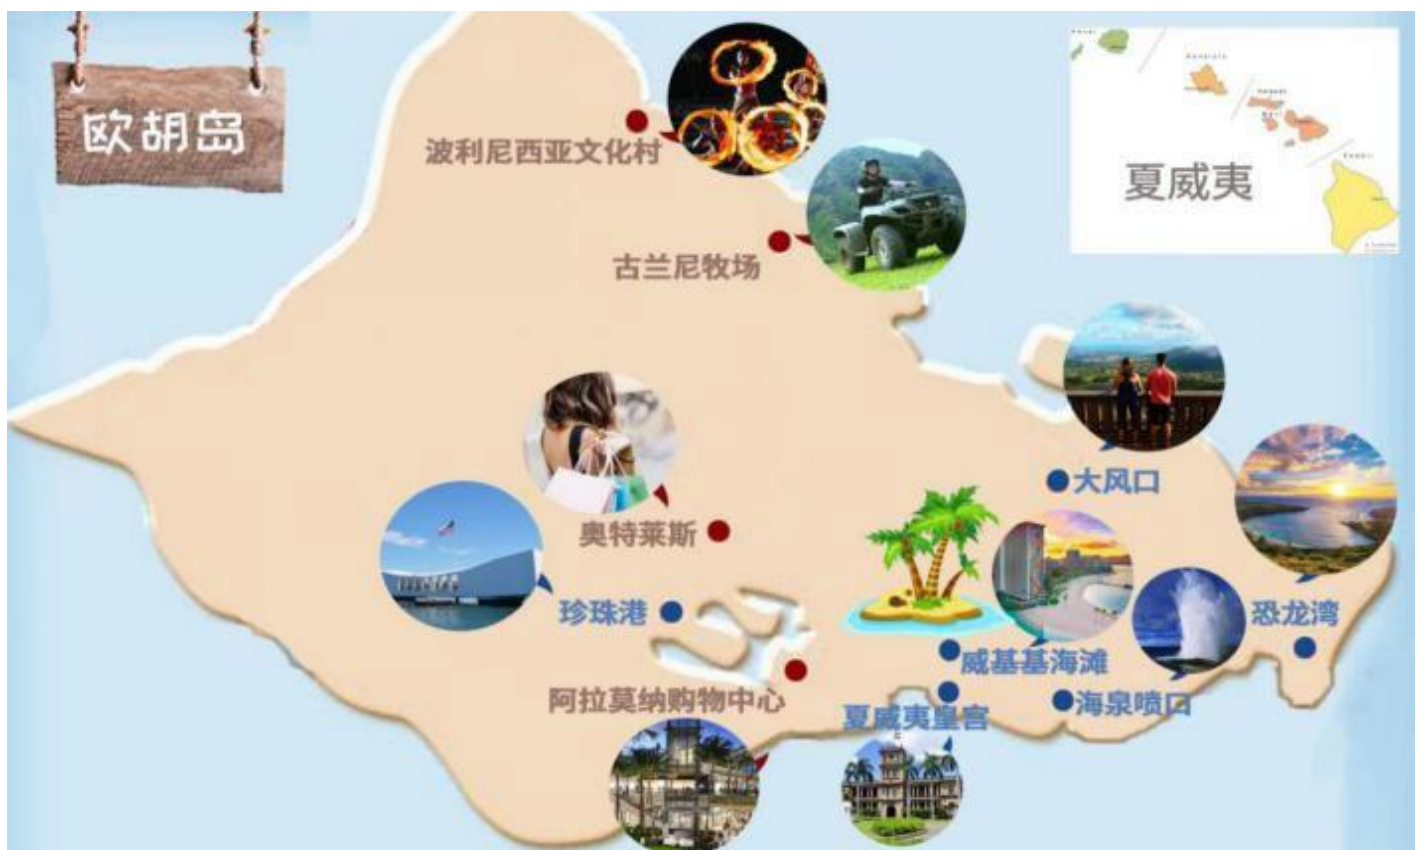 欧胡岛
夏威夷
波利尼西亚文化村
古兰尼牧场
大风口
奥特莱斯
珍珠港
恐龙湾
威基基海滩
阿拉莫纳购物中心
夏威夷皇宫
海泉喷口